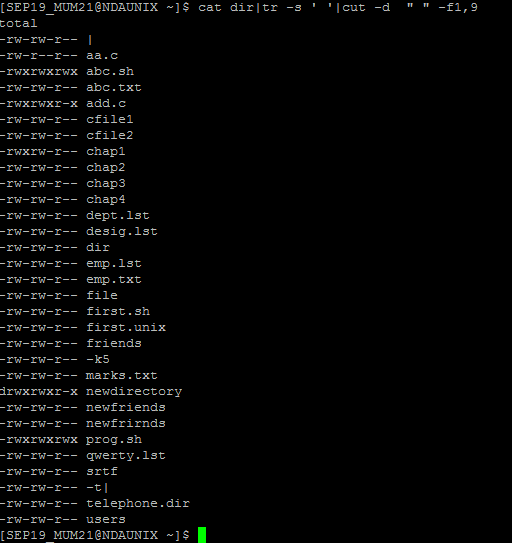 [SEP19_MUM21@NDAUNIX ~]$ cat dir|tr -s ' '|cut -d  " " -f1,9
total
-rw-rw-r-- |
-rw-r--r-- aa.c
-rwxrwxrwx abc.sh
-rw-rw-r-- abc.txt
-rwxrwxr-x add.c
-rw-rw-r-- cfile1
-rw-rw-r-- cfile2
-rwxrw-r-- chap1
-rw-rw-r-- chap2
-rw-rw-r-- chap3
-rw-rw-r-- chap4
-rw-rw-r-- dept.lst
-rw-rw-r-- desig.lst
-rw-rw-r-- dir
-rw-rw-r-- emp.lst
-rw-rw-r-- emp.txt
-rw-rw-r-- file
-rw-rw-r-- first.sh
-rw-rw-r-- first.unix
-rw-rw-r-- friends
-rw-rw-r-- -k5
-rw-rw-r-- marks.txt
drwxrwxr-x newdirectory
-rw-rw-r-- newfriends
-rw-rw-r-- newfrirnds
-rwxrwxrwx prog.sh
-rw-rw-r-- qwerty.lst
-rw-rw-r-- srtf
-rw-rw-r-- -t|
-rw-rw-r-- telephone.dir
-rw-rw-r-- users
[SEP19_MUM21@NDAUNIX ~]$